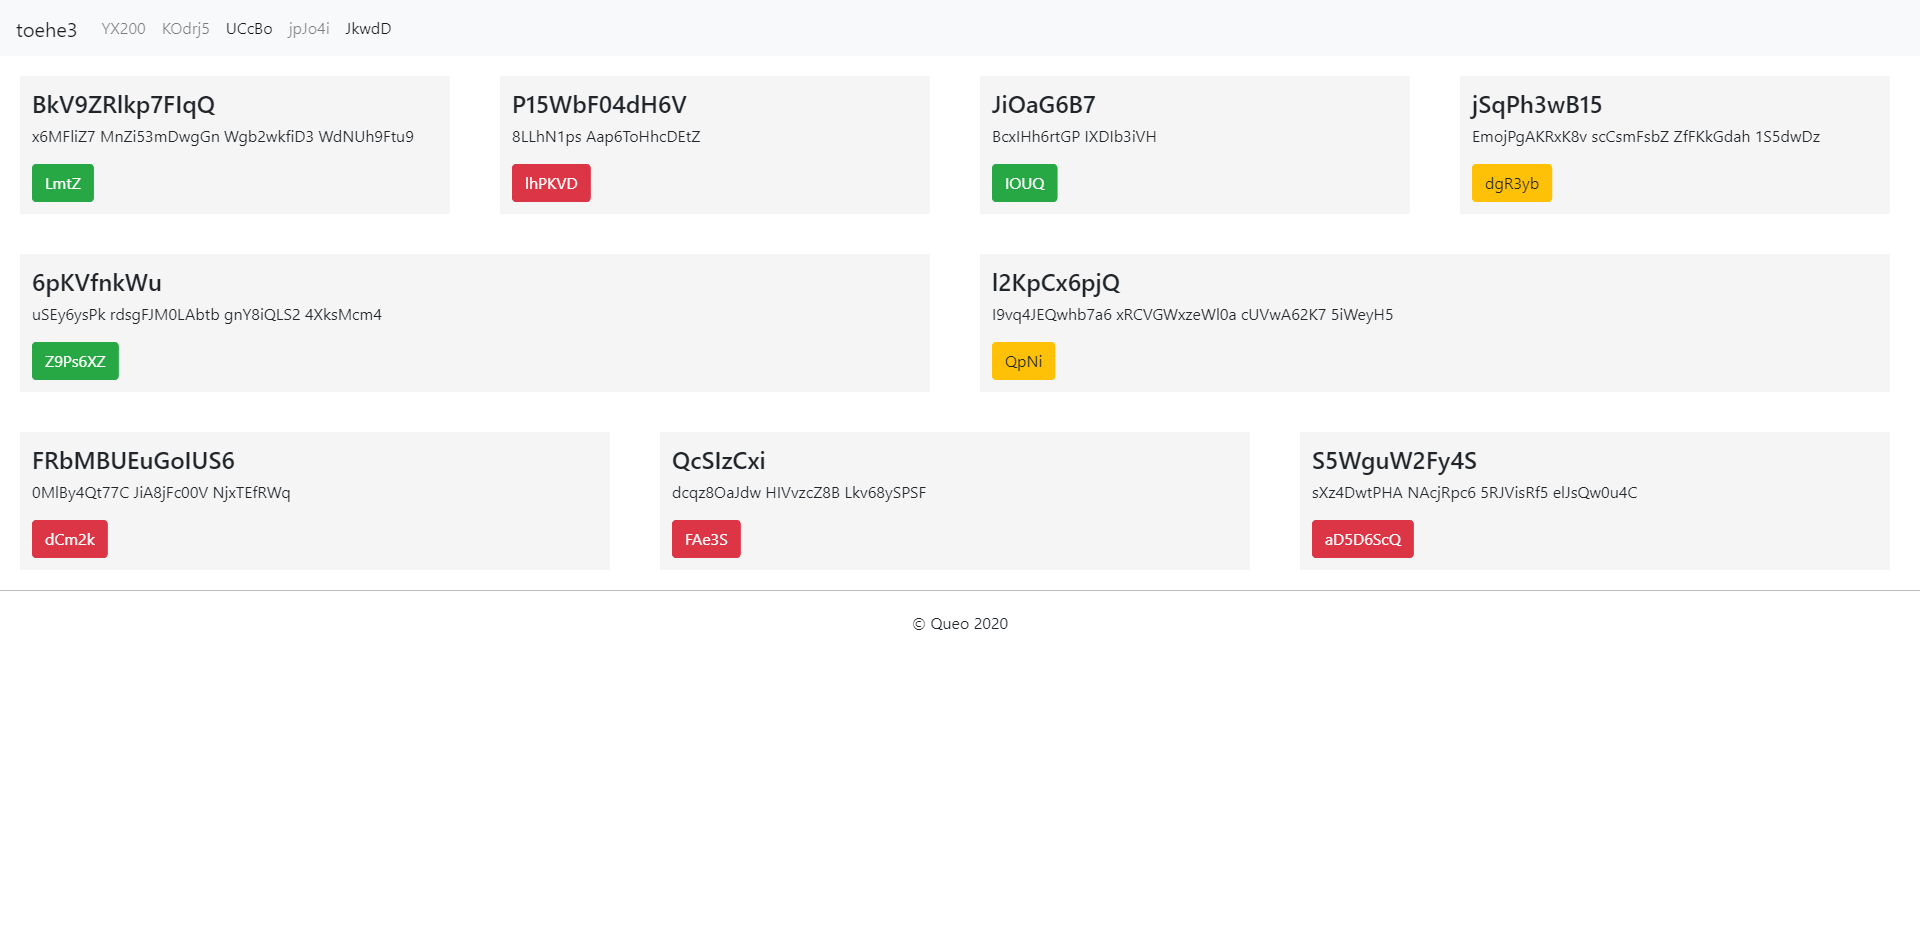 toehe3 YX200 KOdrj5 UCcBo jpJo4i JkwdD
BkV9ZRlkp7FIqQ
x6MFliZ7 MnZi53mDwgGn Wgb2wkfiD3 WdNUh9Ftu9
LmtZ
P15WbF04dH6V
8LLhN1ps Aap6ToHhcDEtZ
lhPKVD
JiOaG6B7
BcxIHh6rtGP IXDIb3iVH
IOUQ
jSqPh3wB15
EmojPgAKRxK8v scCsmFsbZ ZfFKkGdah 1S5dwDz
dgR3yb
6pKVfnkWu
uSEy6ysPk rdsgFJM0LAbtb gnY8iQLS2 4XksMcm4
Z9Ps6XZ
l2KpCx6pjQ
I9vq4JEQwhb7a6 xRCVGWxzeWl0a cUVwA62K7 5iWeyH5
QpNi
FRbMBUEuGoIUS6
0MlBy4Qt77C JiA8jFc00V NjxTEfRWq
dCm2k
QcSIzCxi
dcqz8OaJdw HIVvzcZ8B Lkv68ySPSF
FAe3S
S5WguW2Fy4S
sXz4DwtPHA NAcjRpc6 5RJVisRf5 elJsQw0u4C
aD5D6ScQ
© Queo 2020